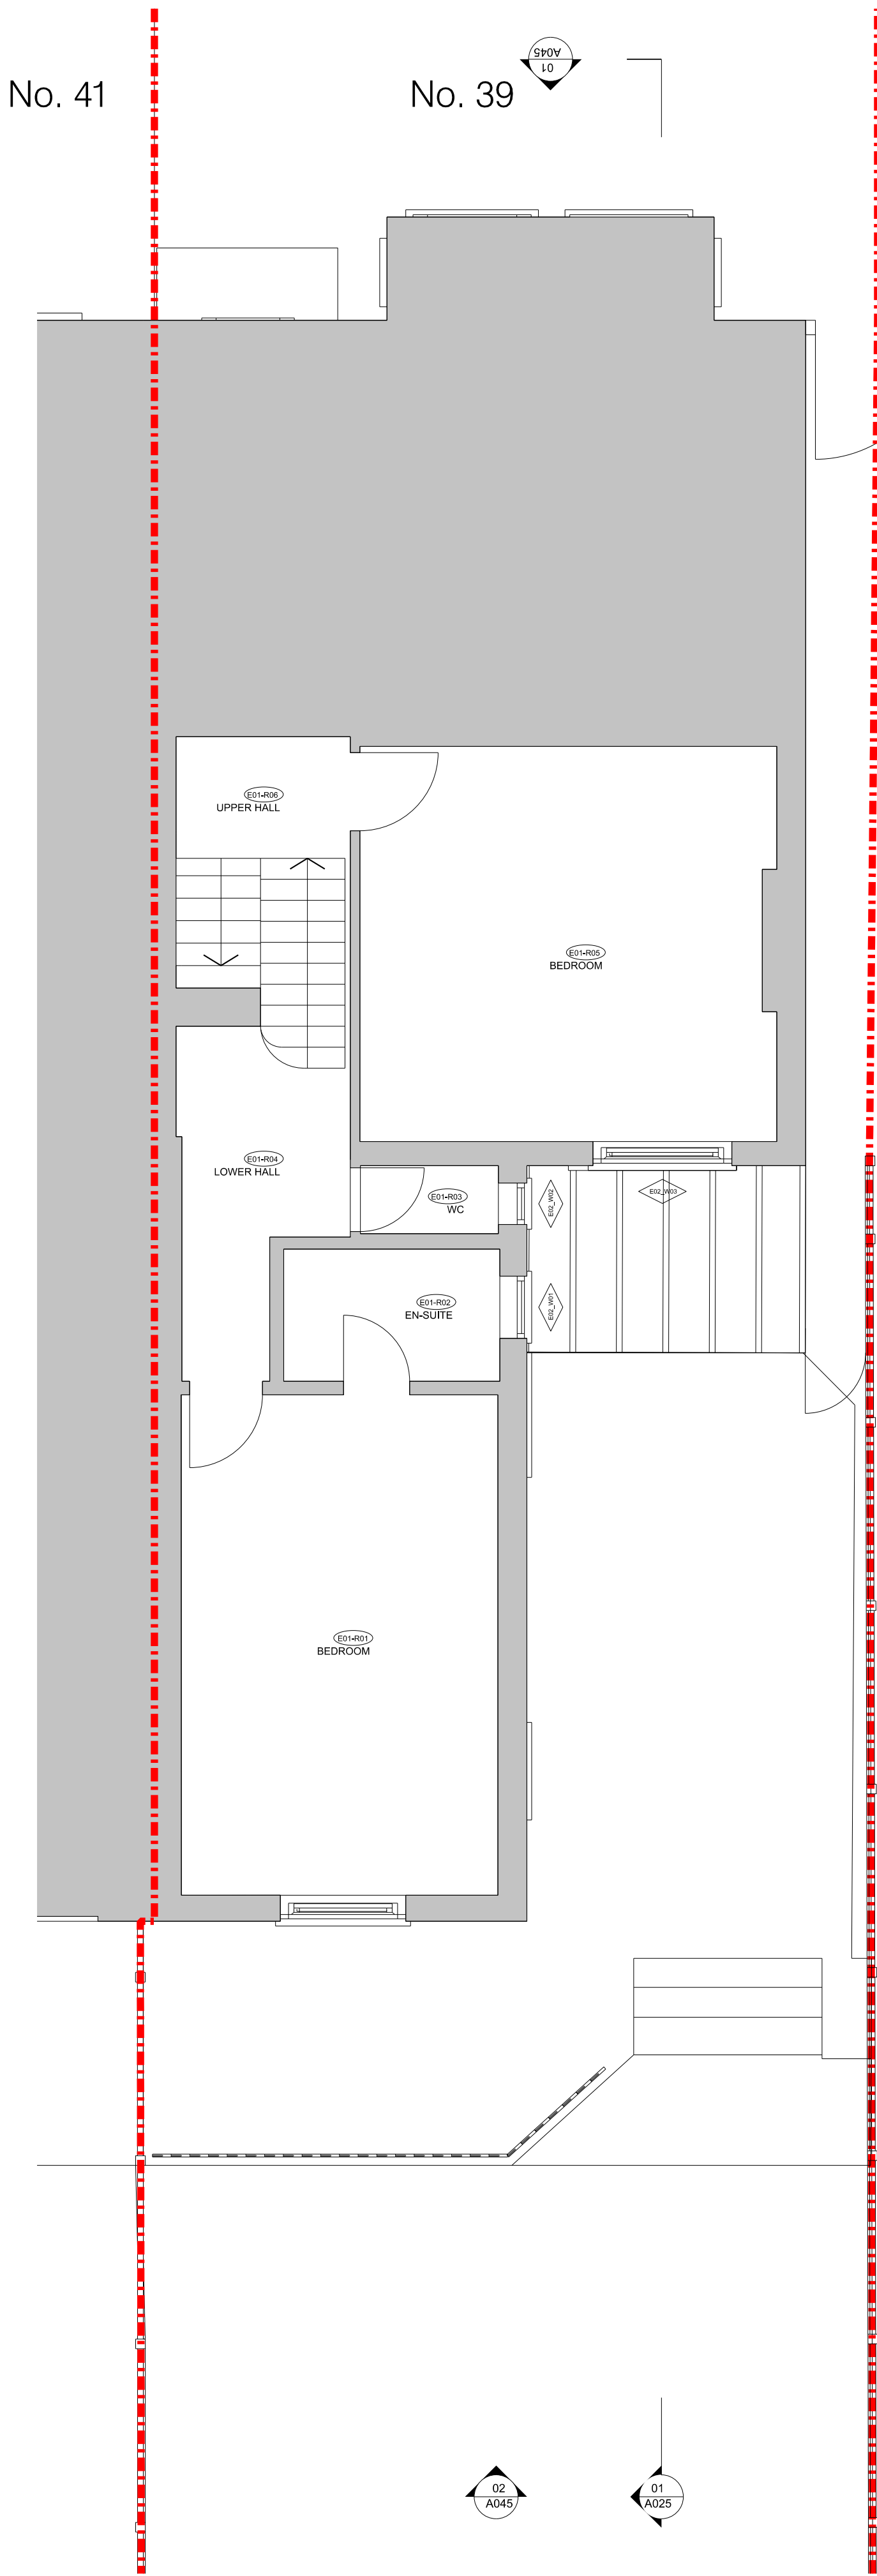 A045
01
No. 41
No. 39
E01-R06
UPPER HALL
E01-R05
BEDROOM
E01-R04
LOWER HALL
E01-R03
WC
E02_W02
E02_W03
E01-R02
EN-SUITE
E02_W01
E01-R01
BEDROOM
02
A045
01
A025